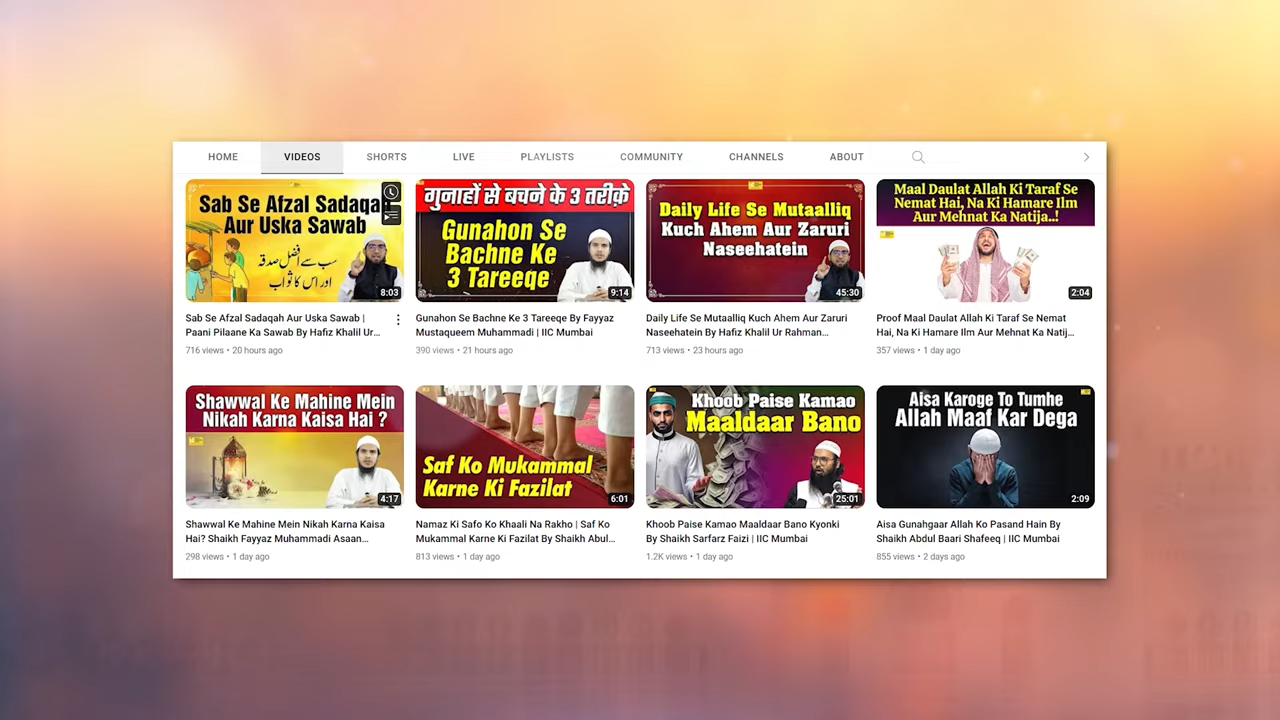 HOME VIDEOS SHORTS LIVE PLAYLISTS COMMUNITY CHANNELS ABOUT
Sab Se Afzal Sadaqah
Aur Uska Sawab
سب سے افضل صدقہ
اور اس کا ثواب
8:03
Sab Se Afzal Sadaqah Aur Uska Sawab |
Paani Pilaane Ka Sawab By Hafiz Khalil Ur...
716 views • 20 hours ago
गुनाहों से बचने के 3 तरीक़े
Gunahon Se
Bachne Ke
3 Tareeqe
9:14
Gunahon Se Bachne Ke 3 Tareeqe By Fayyaz
Mustaqueem Muhammadi | IIC Mumbai
390 views • 21 hours ago
Daily Life Se Mutaalliq
Kuch Ahem Aur Zaruri
Naseehatein
45:30
Daily Life Se Mutaalliq Kuch Ahem Aur Zaruri
Naseehatein By Hafiz Khalil Ur Rahman...
713 views • 23 hours ago
Maal Daulat Allah Ki Taraf Se
Nemat Hai, Na Ki Hamare Ilm
Aur Mehnat Ka Natija..!
2:04
Proof Maal Daulat Allah Ki Taraf Se Nemat
Hai, Na Ki Hamare Ilm Aur Mehnat Ka Natij...
357 views • 1 day ago
Shawwal Ke Mahine Mein
Nikah Karna Kaisa Hai ?
4:17
Shawwal Ke Mahine Mein Nikah Karna Kaisa
Hai? Shaikh Fayyaz Muhammadi Asaan...
298 views • 1 day ago
Saf Ko Mukammal
Karne Ki Fazilat
6:01
Namaz Ki Safo Ko Khaali Na Rakho | Saf Ko
Mukammal Karne Ki Fazilat By Shaikh Abul...
813 views • 1 day ago
Khoob Paise Kamao
Maaldaar Bano
25:01
Khoob Paise Kamao Maaldaar Bano Kyonki
By Shaikh Sarfarz Faizi | IIC Mumbai
1.2K views • 1 day ago
Aisa Karoge To Tumhe
Allah Maaf Kar Dega
2:09
Aisa Gunahgaar Allah Ko Pasand Hain By
Shaikh Abdul Baari Shafeeq | IIC Mumbai
855 views • 2 days ago